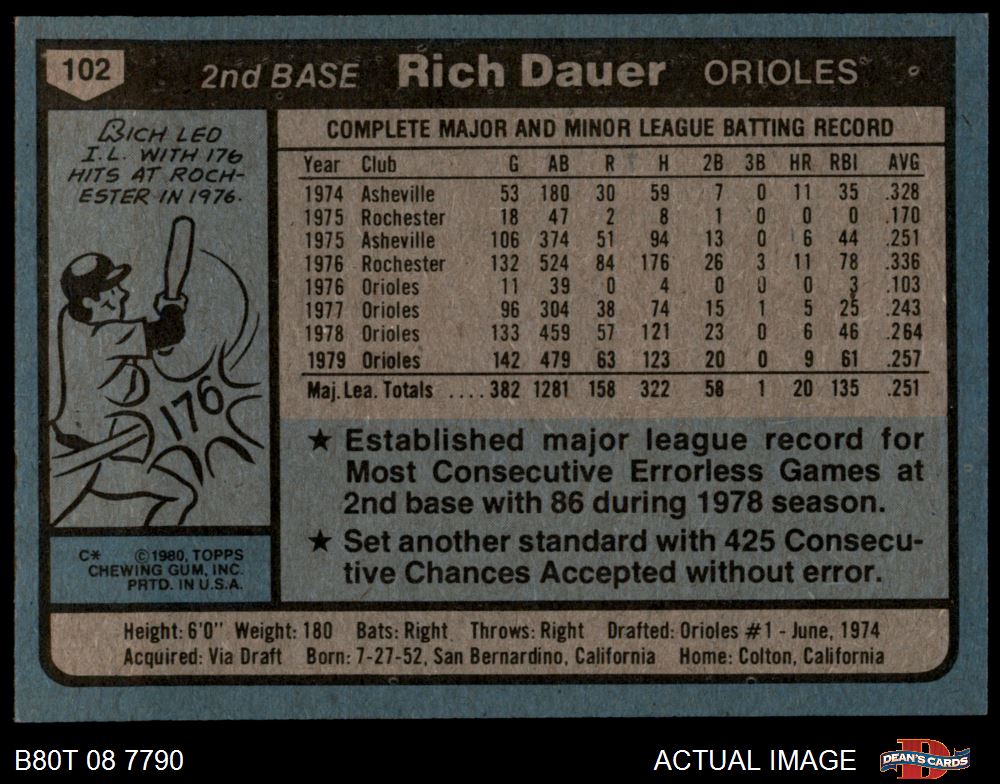 102 2nd BASE Rich Dauer ORIOLES
RICH LED
I.L. WITH 176
HITS AT ROCH-
ESTER IN 1976.
176
C* ©1980, TOPPS
CHEWING GUM, INC.
PRTD. IN U.S.A.
COMPLETE MAJOR AND MINOR LEAGUE BATTING RECORD
Year Club G AB R H 2B 3B HR RBI AVG
1974 Asheville 53 180 30 59 7 0 11 35 .328
1975 Rochester 18 47 2 8 1 0 0 0 .170
1975 Asheville 106 374 51 94 13 0 6 44 .251
1976 Rochester 132 524 84 176 26 3 11 78 .336
1976 Orioles 11 39 0 4 0 0 0 3 .103
1977 Orioles 96 304 38 74 15 1 5 25 .243
1978 Orioles 133 459 57 121 23 0 6 46 .264
1979 Orioles 142 479 63 123 20 0 9 61 .257
Maj. Lea. Totals ....382 1281 158 322 58 1 20 135 .251
★ Established major league record for
Most Consecutive Errorless Games at
2nd base with 86 during 1978 season.
★ Set another standard with 425 Consecu-
tive Chances Accepted without error.
Height: 6'0" Weight: 180 Bats: Right Throws: Right Drafted: Orioles #1 - June, 1974
Acquired: Via Draft Born: 7-27-52, San Bernardino, California Home: Colton, California
B80T 08 7790 ACTUAL IMAGE D DEAN'S CARDS